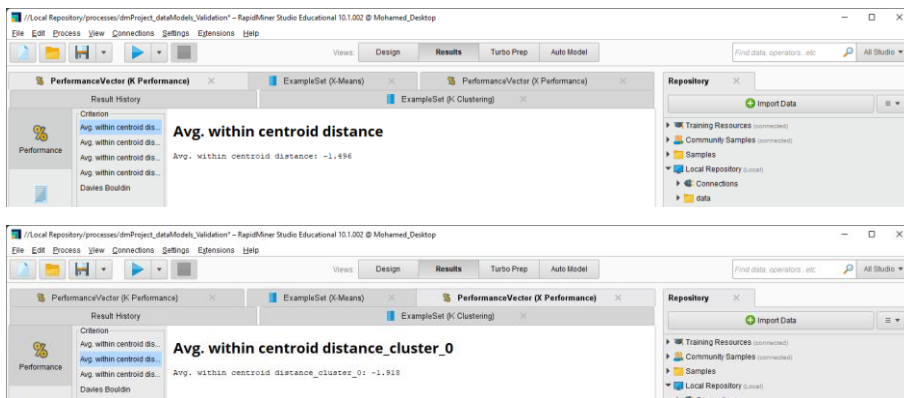 //Local Repository/processes/dmProject_dataModels_Validation* – RapidMiner Studio Educational 10.1.002 @ Mohamed_Desktop
File Edit Process View Connections Settings Extensions Help
Views: Design Results Turbo Prep Auto Model Find data, operators...etc All Studio
PerformanceVector (K Performance) ExampleSet (X-Means) PerformanceVector (X Performance) Repository
Result History ExampleSet (K Clustering) Import Data
Criterion
Avg. within centroid dis...
Avg. within centroid dis...
Avg. within centroid dis...
Avg. within centroid dis...
Davies Bouldin
Performance
Avg. within centroid distance
Avg. within centroid distance: -1.496
Training Resources (connected)
Community Samples (connected)
Samples
Local Repository (Local)
Connections
data
//Local Repository/processes/dmProject_dataModels_Validation* – RapidMiner Studio Educational 10.1.002 @ Mohamed_Desktop
File Edit Process View Connections Settings Extensions Help
Views: Design Results Turbo Prep Auto Model Find data, operators...etc All Studio
PerformanceVector (K Performance) ExampleSet (X-Means) PerformanceVector (X Performance) Repository
Result History ExampleSet (K Clustering) Import Data
Criterion
Avg. within centroid dis...
Avg. within centroid dis...
Avg. within centroid dis...
Davies Bouldin
Performance
Avg. within centroid distance_cluster_0
Avg. within centroid distance_cluster_0: -1.918
Training Resources (connected)
Community Samples (connected)
Samples
Local Repository (Local)